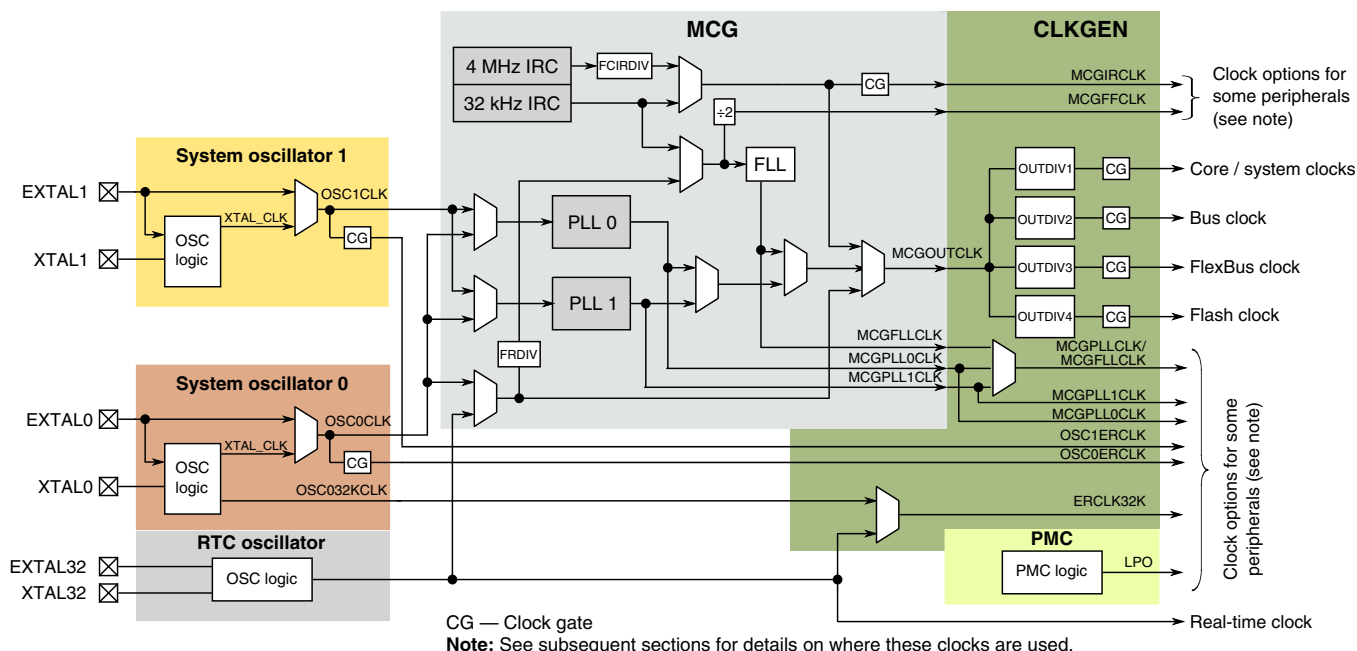 MCG
CLKGEN
4 MHz IRC
FCIRDIV
32 kHz IRC
CG
MCGIRCLK
MCGFFCLK
Clock options for
some peripherals
(see note)
÷2
FLL
System oscillator 1
EXTAL1
OSC1CLK
XTAL_CLK
OSC
logic
CG
XTAL1
PLL 0
PLL 1
FRDIV
MCGOUTCLK
OUTDIV1
CG
Core / system clocks
OUTDIV2
CG
Bus clock
OUTDIV3
CG
FlexBus clock
OUTDIV4
CG
Flash clock
MCGFLLCLK
MCGPLL0CLK
MCGPLL1CLK
MCGPLLCLK/
MCGFLLCLK
MCGPLL1CLK
MCGPLL0CLK
OSC1ERCLK
OSC0ERCLK
System oscillator 0
EXTAL0
OSC0CLK
XTAL_CLK
OSC
logic
CG
XTAL0
OSC032KCLK
ERCLK32K
Clock options for some
peripherals (see note)
RTC oscillator
EXTAL32
XTAL32
OSC logic
PMC
PMC logic
LPO
Real-time clock
CG — Clock gate
Note: See subsequent sections for details on where these clocks are used.